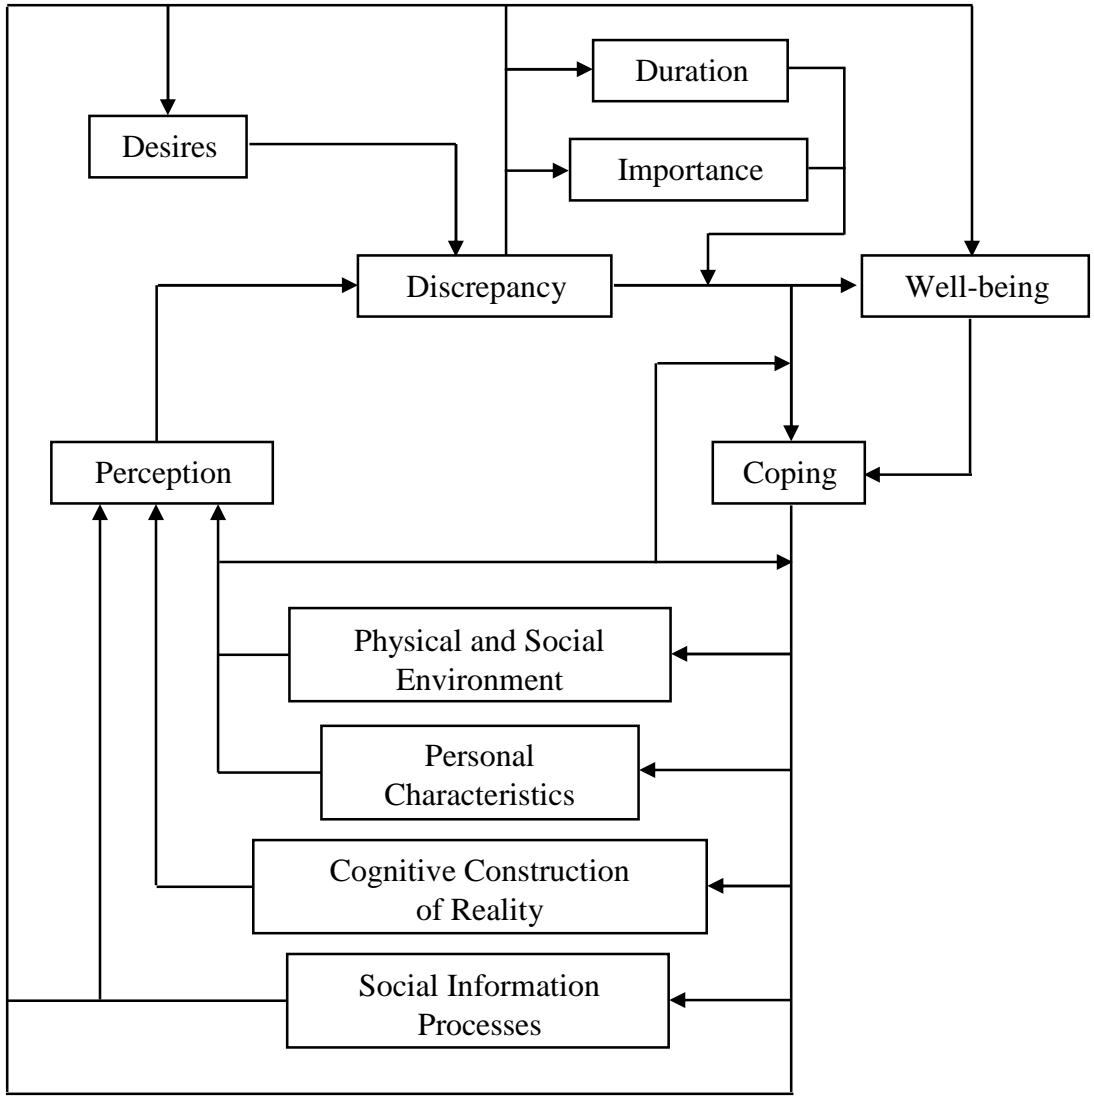 Duration
Desires
Importance
Discrepancy
Well-being
Perception
Coping
Physical and Social
Environment
Personal
Characteristics
Cognitive Construction
of Reality
Social Information
Processes